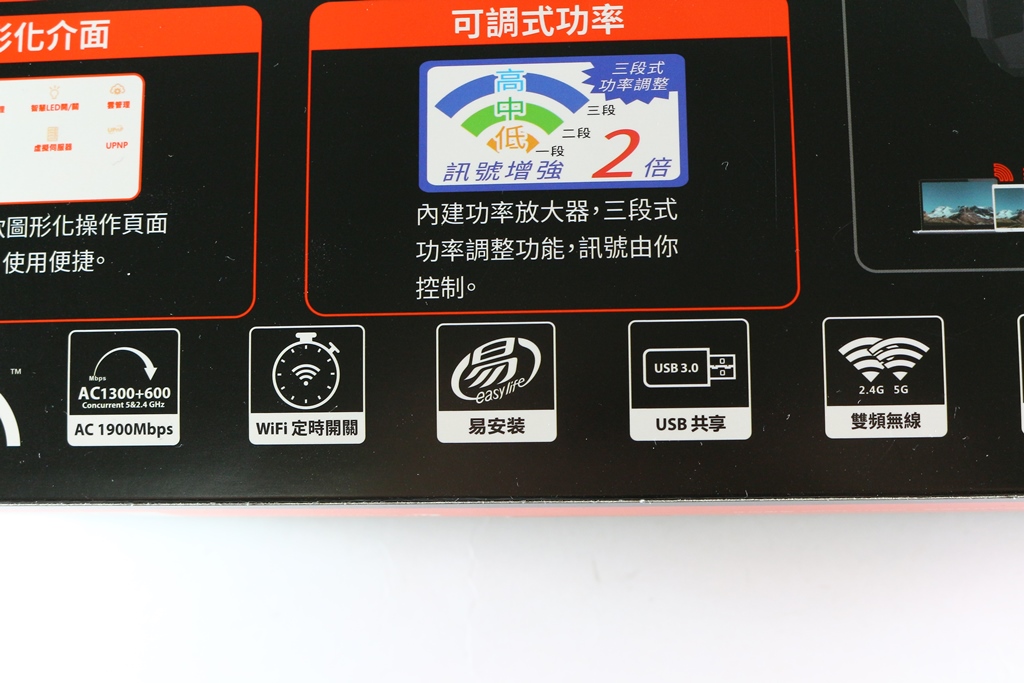 形化介面
智慧LED開/關
雲管理
虛擬伺服器
UPNP
圖形化操作頁面
使用便捷。
可調式功率
高
中
低
三段式
功率調整
三段
二段
一段
訊號增強 2 倍
內建功率放大器，三段式
功率調整功能，訊號由你
控制。
TM
Mbps
AC1300+600
Concurrent 5&2.4 GHz
AC 1900Mbps
WiFi 定時開關
易
easy life
易安裝
USB 3.0
USB 共享
2.4G 5G
雙頻無線